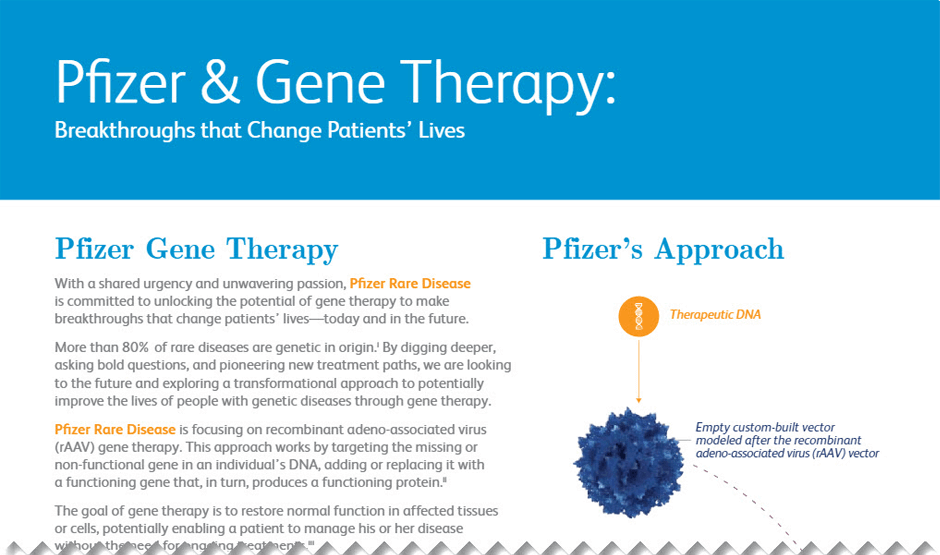 Pfizer & Gene Therapy:
Breakthroughs that Change Patients’ Lives
Pfizer Gene Therapy
With a shared urgency and unwavering passion, Pfizer Rare Disease
is committed to unlocking the potential of gene therapy to make
breakthroughs that change patients’ lives—today and in the future.
More than 80% of rare diseases are genetic in origin.ⁱ By digging deeper,
asking bold questions, and pioneering new treatment paths, we are looking
to the future and exploring a transformational approach to potentially
improve the lives of people with genetic diseases through gene therapy.
Pfizer Rare Disease is focusing on recombinant adeno-associated virus
(rAAV) gene therapy. This approach works by targeting the missing or
non-functional gene in an individual’s DNA, adding or replacing it with
a functioning gene that, in turn, produces a functioning protein.ⁱⁱ
The goal of gene therapy is to restore normal function in affected tissues
or cells, potentially enabling a patient to manage his or her disease
without the need for ongoing treatments.ⁱⁱⁱ
Pfizer’s Approach
Therapeutic DNA
Empty custom-built vector
modeled after the recombinant
adeno-associated virus (rAAV) vector